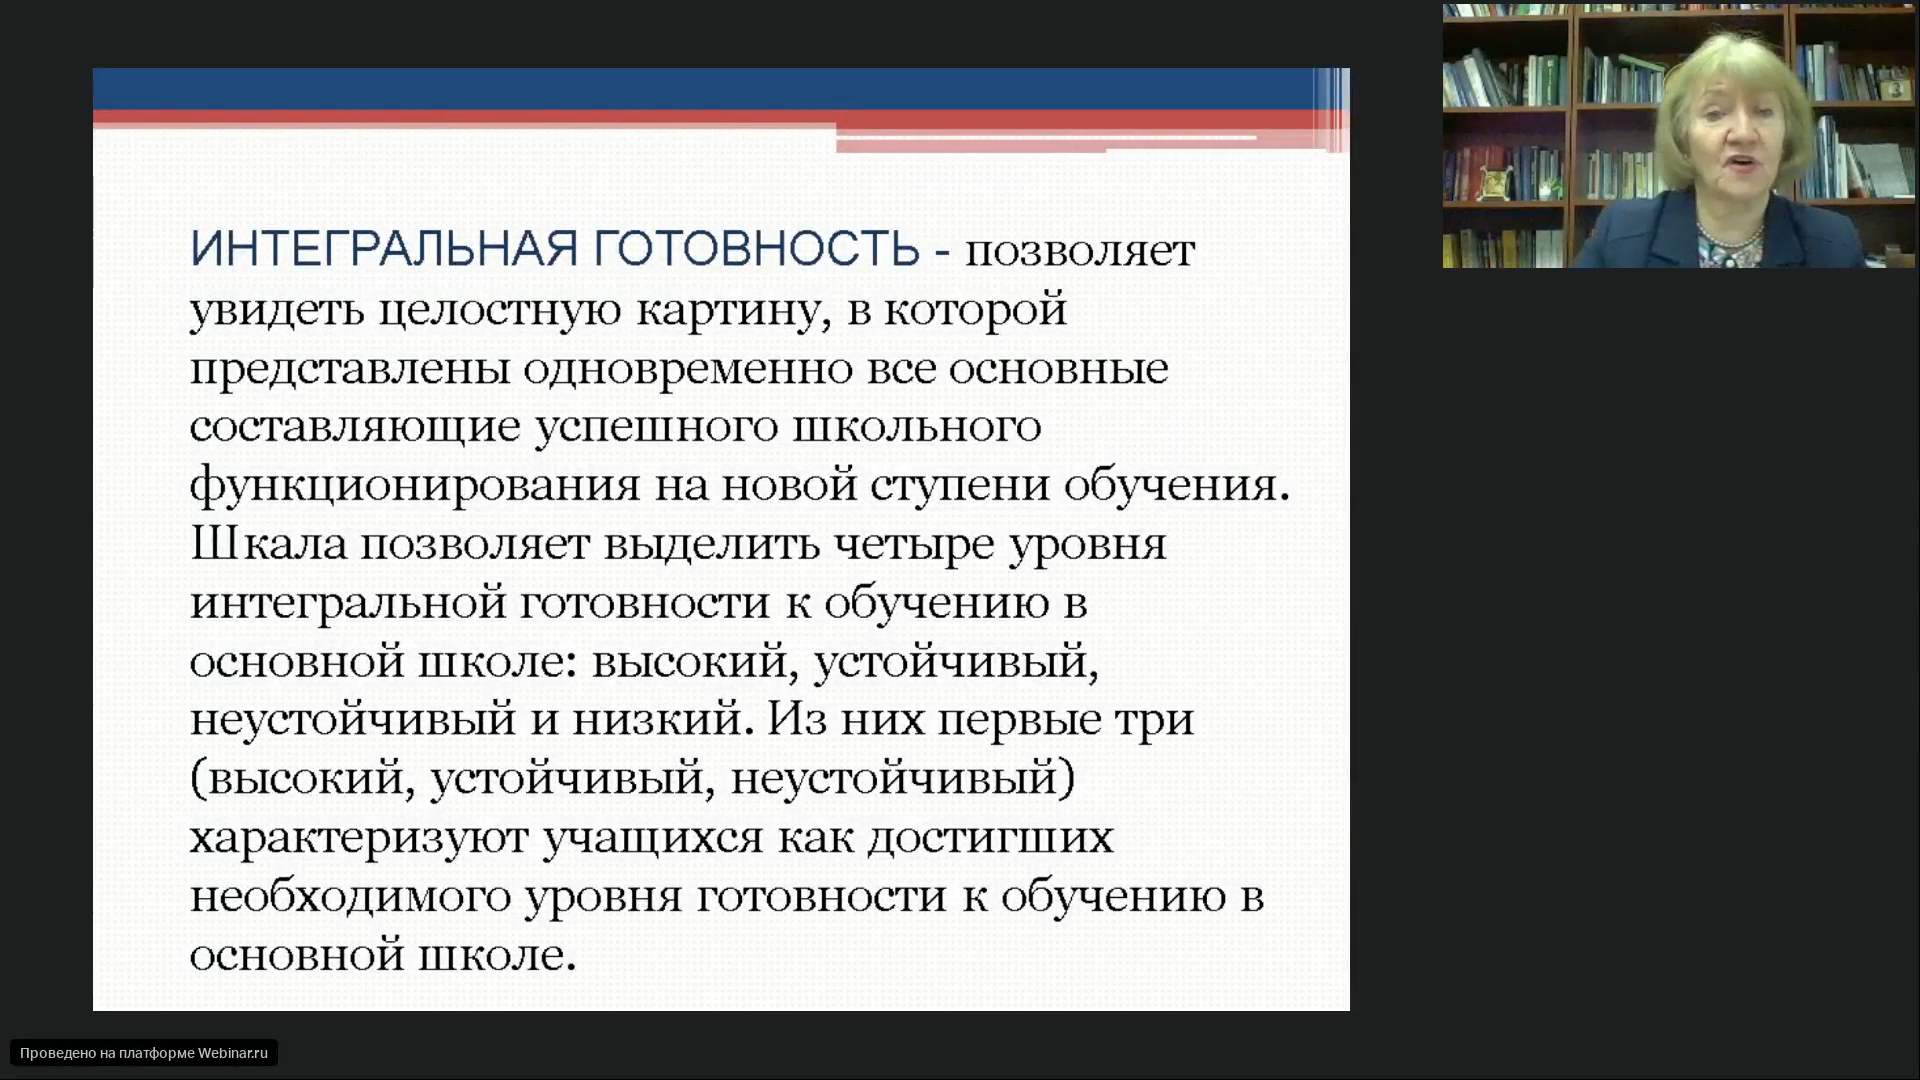 ИНТЕГРАЛЬНАЯ ГОТОВНОСТЬ - позволяет
увидеть целостную картину, в которой
представлены одновременно все основные
составляющие успешного школьного
функционирования на новой ступени обучения.
Шкала позволяет выделить четыре уровня
интегральной готовности к обучению в
основной школе: высокий, устойчивый,
неустойчивый и низкий. Из них первые три
(высокий, устойчивый, неустойчивый)
характеризуют учащихся как достигших
необходимого уровня готовности к обучению в
основной школе.
Проведено на платформе Webinar.ru